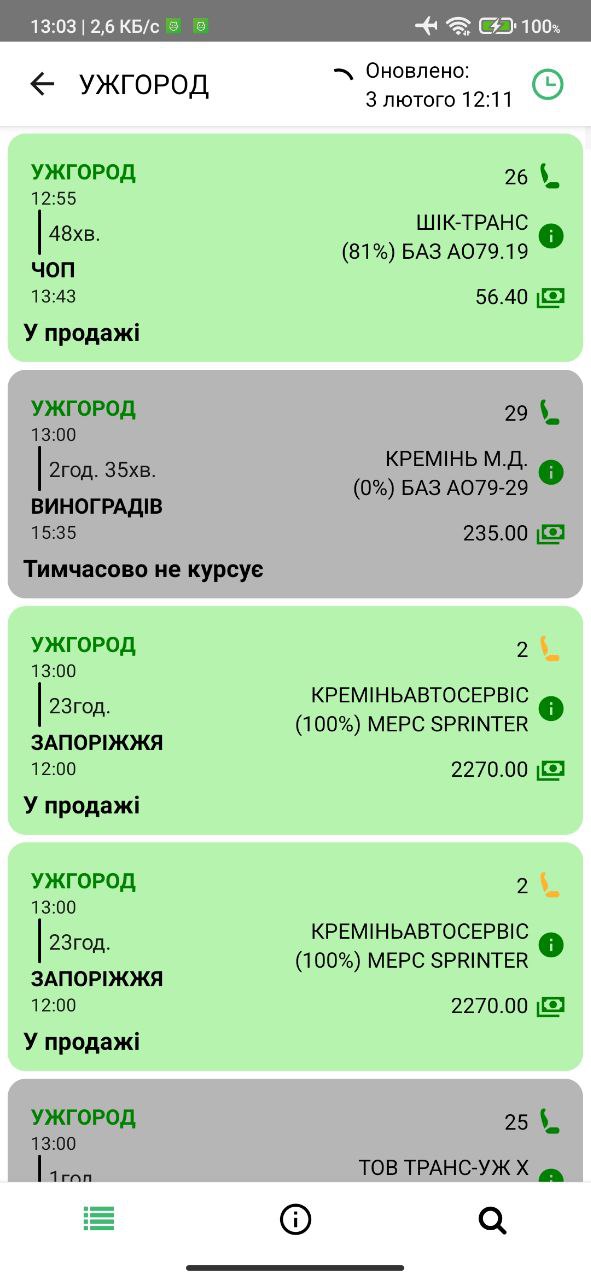 13:03 | 2,6 КБ/с
100%
УЖГОРОД
Оновлено:
3 лютого 12:11
УЖГОРОД
26
12:55
48хв.
ШІК-ТРАНС
(81%) БАЗ АО79.19
ЧОП
13:43
56.40
У продажі
УЖГОРОД
29
13:00
2год. 35хв.
КРЕМІНЬ М.Д.
(0%) БАЗ АО79-29
ВИНОГРАДІВ
15:35
235.00
Тимчасово не курсує
УЖГОРОД
2
13:00
23год.
КРЕМІНЬАВТОСЕРВІС
(100%) МЕРС SPRINTER
ЗАПОРІЖЖЯ
12:00
2270.00
У продажі
УЖГОРОД
2
13:00
23год.
КРЕМІНЬАВТОСЕРВІС
(100%) МЕРС SPRINTER
ЗАПОРІЖЖЯ
12:00
2270.00
У продажі
УЖГОРОД
25
13:00
1год
ТОВ ТРАНС-УЖ Х